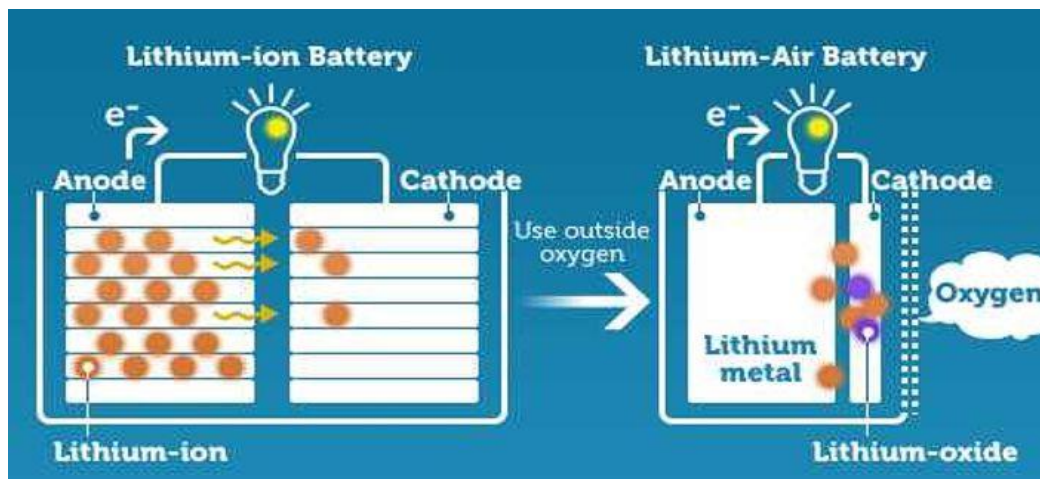 Lithium-ion Battery
e-
Anode
Cathode
Lithium-ion
Use outside
oxygen
Lithium-Air Battery
e-
Anode
Cathode
Oxygen
Lithium
metal
Lithium-oxide